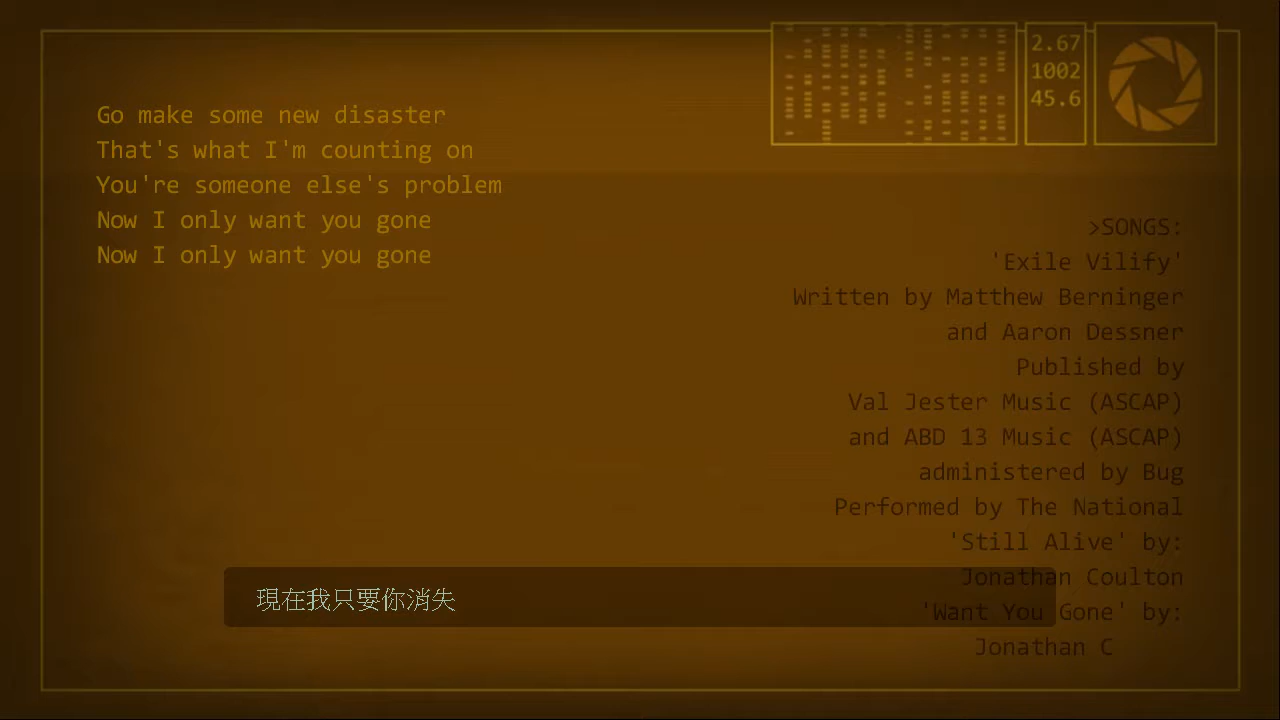 Go make some new disaster
That's what I'm counting on
You're someone else's problem
Now I only want you gone
Now I only want you gone
2.67
1002
45.6
>SONGS:
'Exile Vilify'
Written by Matthew Berninger
and Aaron Dessner
Published by
Val Jester Music (ASCAP)
and ABD 13 Music (ASCAP)
administered by Bug
Performed by The National
'Still Alive' by:
Jonathan Coulton
'Want You Gone' by:
Jonathan C
現在我只要你消失